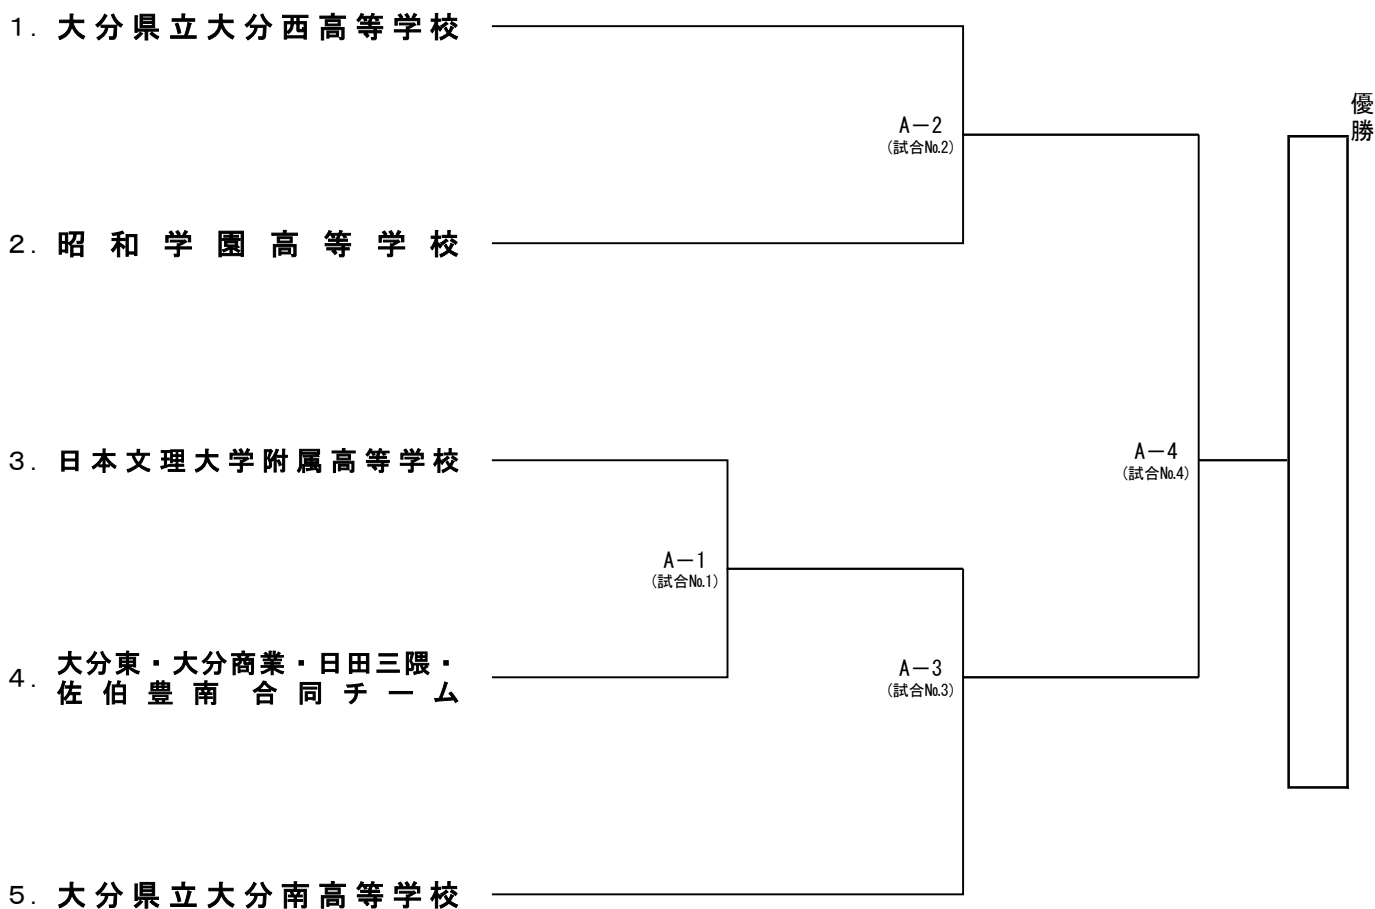 1. 大分県立大分西高等学校
優勝
A－2
(試合№2)
2. 昭和学園高等学校
3. 日本文理大学附属高等学校
A－4
(試合№4)
A－1
(試合№1)
4. 大分東・大分商業・日田三隈・
佐伯豊南 合同チーム
A－3
(試合№3)
5. 大分県立大分南高等学校